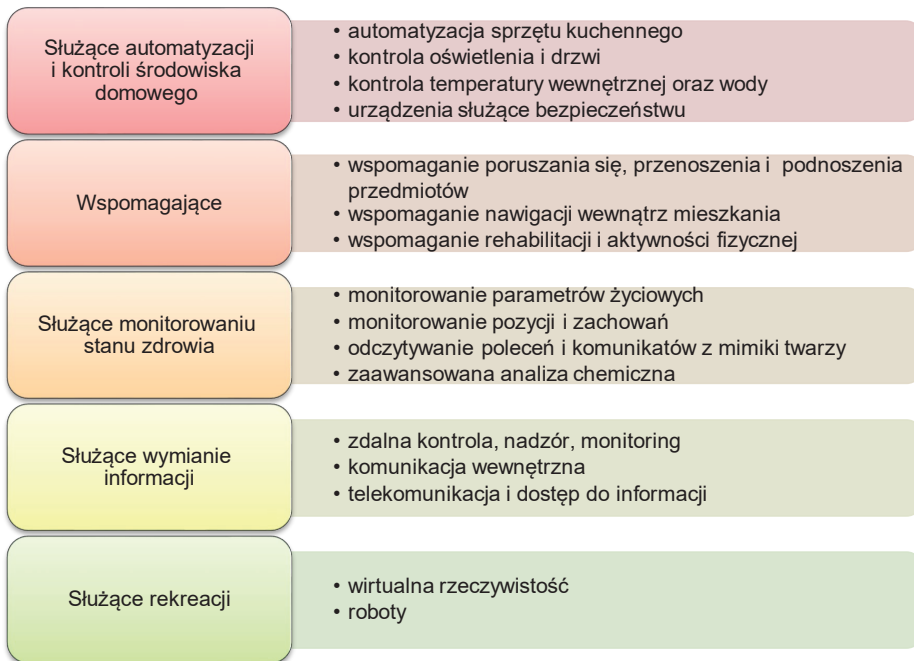 Służące automatyzacji
i kontroli środowiska
domowego
• automatyzacja sprzętu kuchennego
• kontrola oświetlenia i drzwi
• kontrola temperatury wewnętrznej oraz wody
• urządzenia służące bezpieczeństwu
Wspomagające
• wspomaganie poruszania się, przenoszenia i podnoszenia
przedmiotów
• wspomaganie nawigacji wewnątrz mieszkania
• wspomaganie rehabilitacji i aktywności fizycznej
Służące monitorowaniu
stanu zdrowia
• monitorowanie parametrów życiowych
• monitorowanie pozycji i zachowań
• odczytywanie poleceń i komunikatów z mimiki twarzy
• zaawansowana analiza chemiczna
Służące wymianie
informacji
• zdalna kontrola, nadzór, monitoring
• komunikacja wewnętrzna
• telekomunikacja i dostęp do informacji
Służące rekreacji
• wirtualna rzeczywistość
• roboty